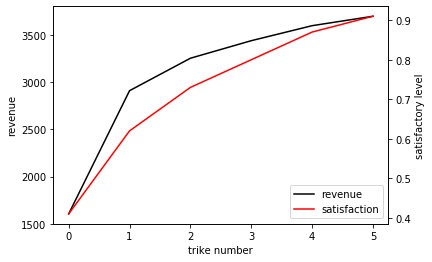 3500
3000
2500
2000
1500
revenue
0.9
0.8
0.7
0.6
0.5
0.4
satisfactory level
revenue
satisfaction
0 1 2 3 4 5
trike number